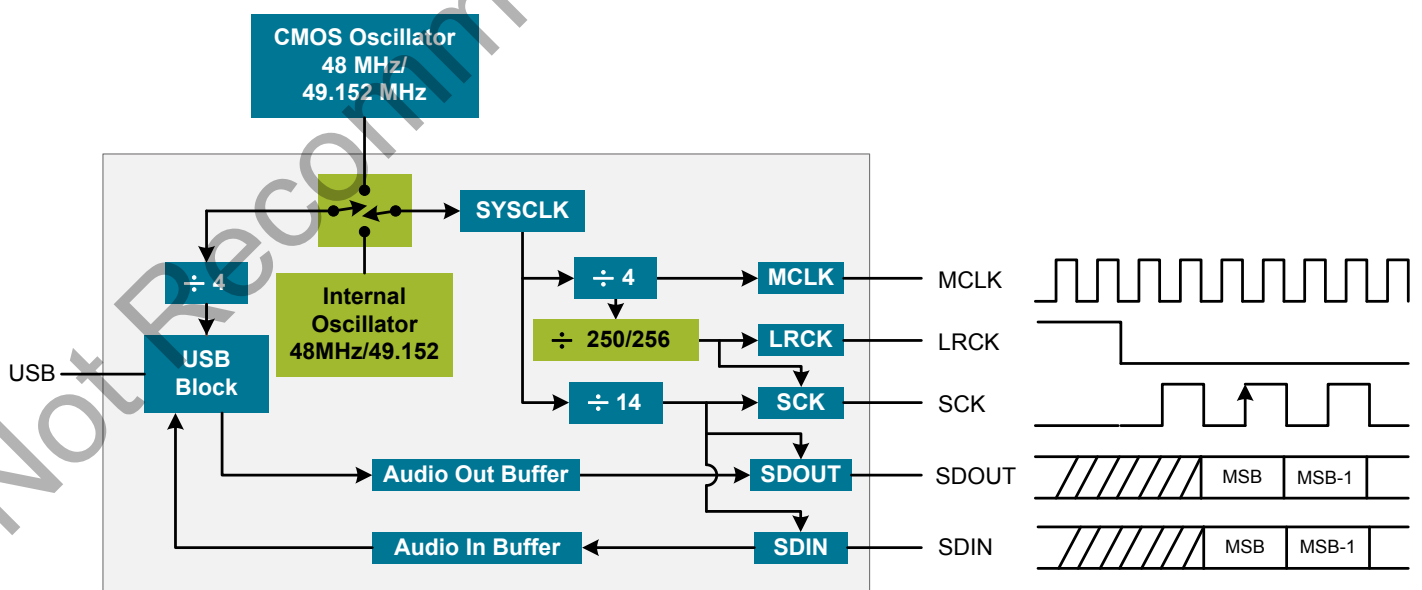 CMOS Oscillator
48 MHz/
49.152 MHz
SYSCLK
÷ 4
÷ 4
MCLK
MCLK
Internal
Oscillator
48MHz/49.152
÷ 250/256
LRCK
LRCK
USB
USB
Block
÷ 14
SCK
SCK
Audio Out Buffer
SDOUT
SDOUT
MSB
MSB-1
Audio In Buffer
SDIN
SDIN
MSB
MSB-1
Not Recomm